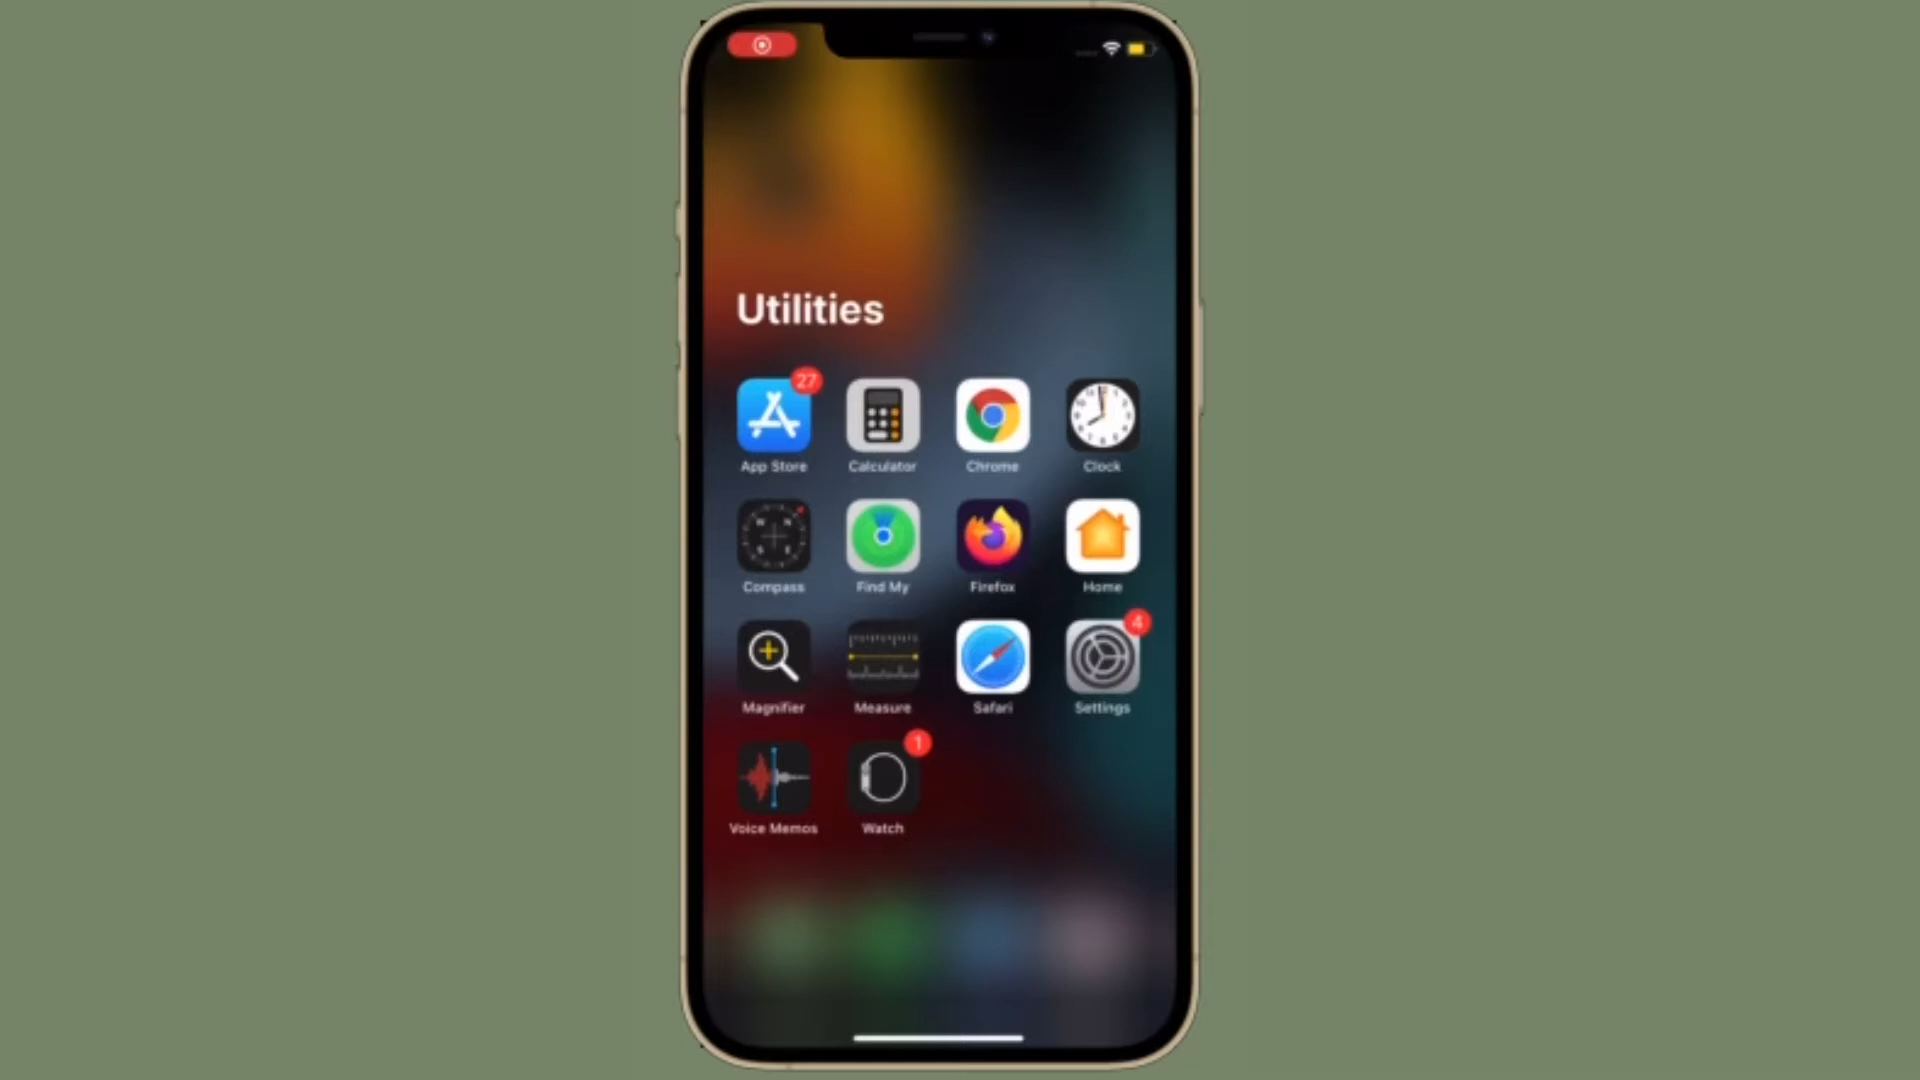 Utilities
27
App Store Calculator Chrome Clock
W N
S E
Compass Find My Firefox Home
4
Magnifier Measure Safari Settings
1
Voice Memos Watch